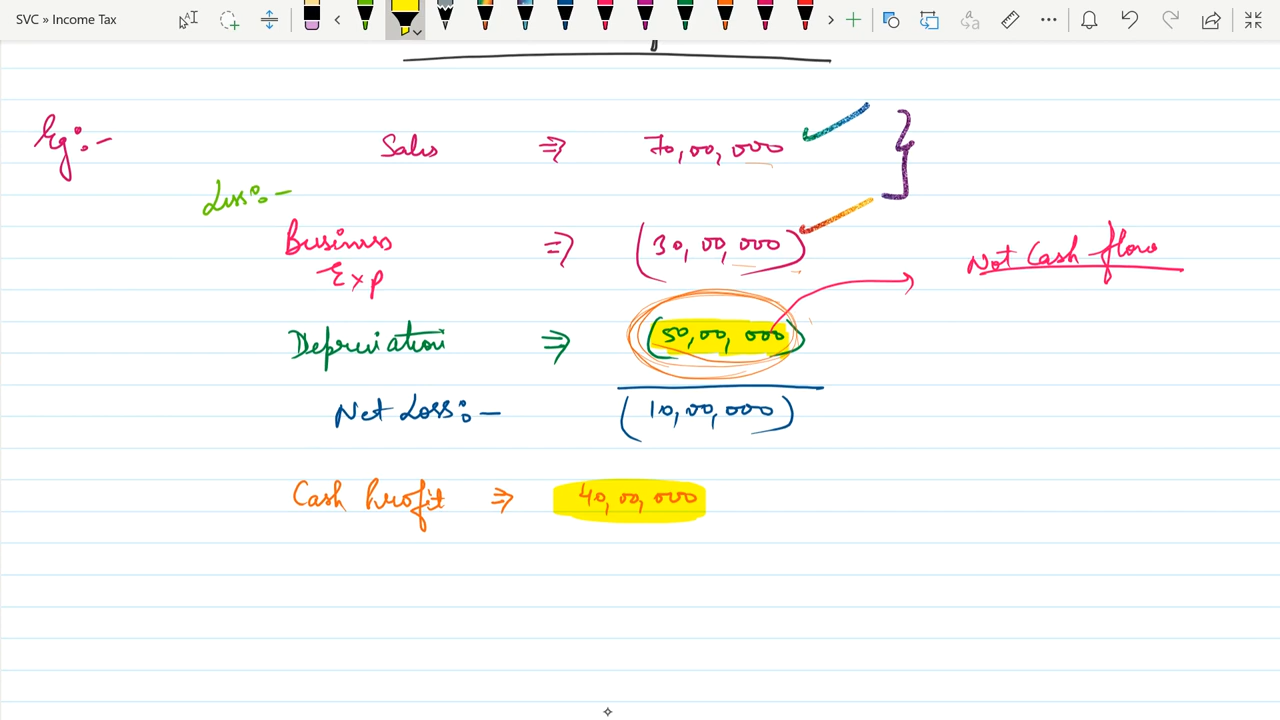 SVC » Income Tax
Eg:-
Sales ⇒ 70,00,000
Less:-
Business ⇒ (30,00,000)
Exp
Not Cash flow
Depreciation ⇒ (50,00,000)
Net Loss:- (10,00,000)
Cash Profit ⇒ 40,00,000